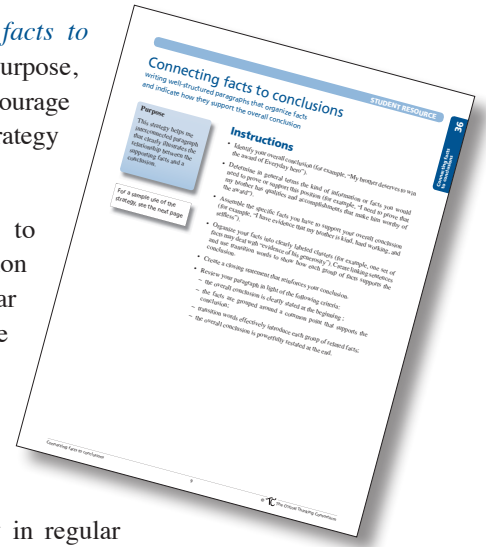 facts to
urpose,
ourage
rategy
to
on
ar
e
in regular
STUDENT RESOURCE
36
Connecting facts
to conclusions
Connecting facts to conclusions
writing well-structured paragraphs that organize facts
and indicate how they support the overall conclusion
Purpose
This strategy helps me
interconnected paragraph
that clearly illustrates the
relationship between the
supporting facts and a
conclusion.
For a sample use of the
strategy, see the next page
Instructions
• Identify your overall conclusion (for example, “My brother deserves to win
the award of Everyday hero”).
• Determine in general terms the kind of information or facts you would
need to prove or support this position (for example, “I need to prove that
my brother has qualities and accomplishments that make him worthy of
the award”).
• Assemble the specific facts you have to support your overall conclusion
(for example, “I have evidence that my brother is kind, hard working, and
selfless”).
• Organize your facts into clearly labeled clusters (for example, one set of
facts may deal with “evidence of his generosity”). Create linking sentences
and use transition words to show how each group of facts supports the
conclusion.
• Create a closing statement that reinforces your conclusion.
• Review your paragraph in light of the following criteria:
– the overall conclusion is clearly stated at the beginning;
– the facts are grouped around a common point that supports the
conclusion;
– transition words effectively introduce each group of related facts;
– the overall conclusion is powerfully restated at the end.
Connecting facts to conclusions
© The Critical Thinking Consortium